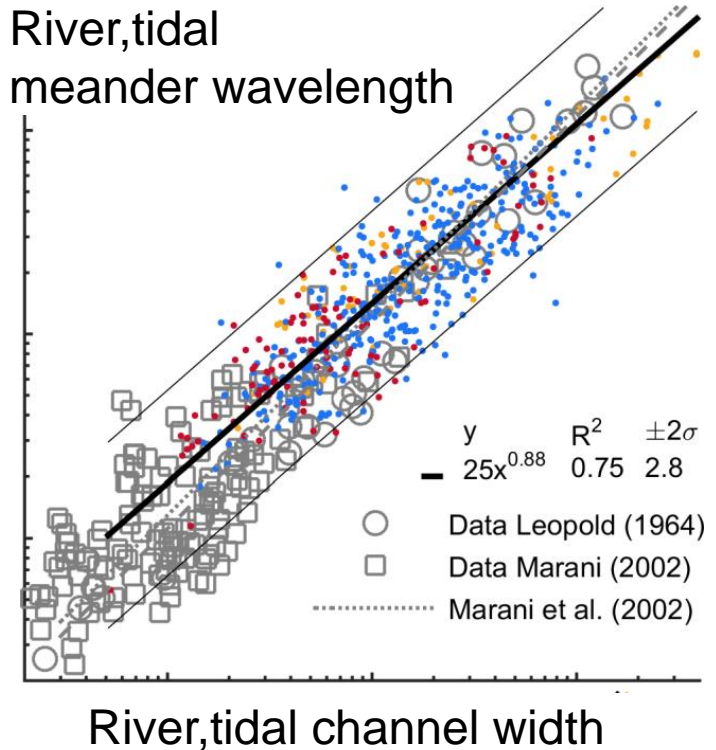 River,tidal
meander wavelength
y R² ±2σ
25x^0.88 0.75 2.8
Data Leopold (1964)
Data Marani (2002)
Marani et al. (2002)
River,tidal channel width